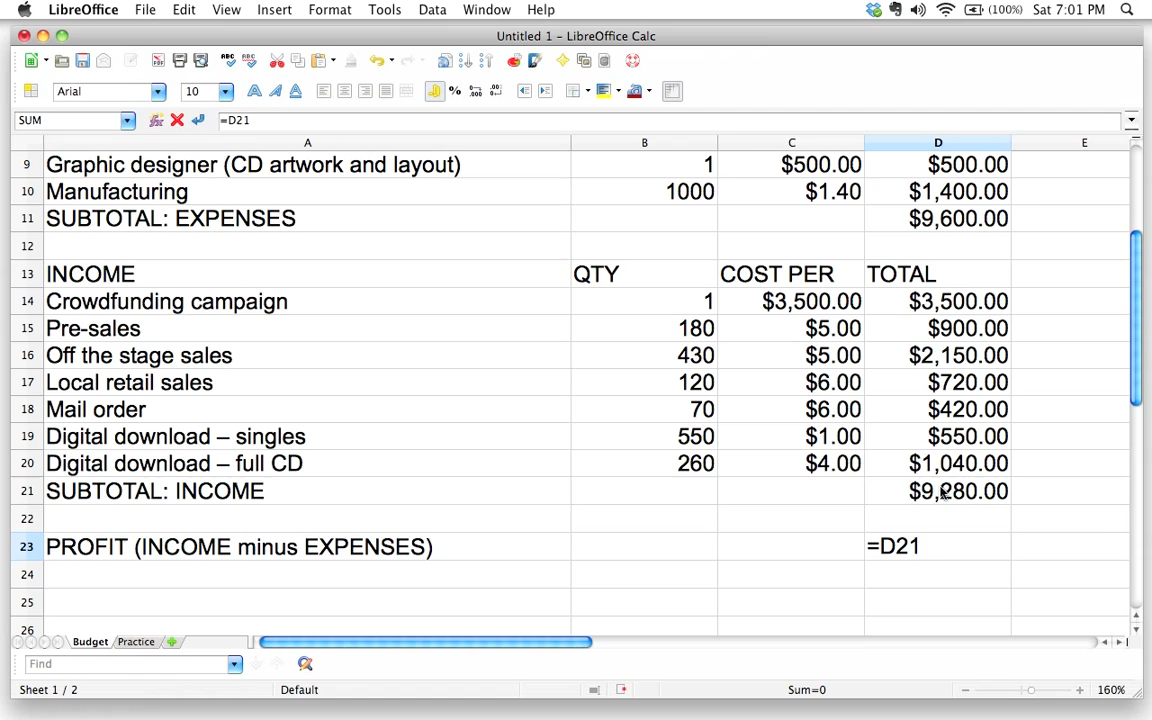 LibreOffice File Edit View Insert Format Tools Data Window Help (100%) Sat 7:01 PM
Untitled 1 – LibreOffice Calc
Arial 10
SUM =D21
A B C D E
9 Graphic designer (CD artwork and layout) 1 $500.00 $500.00
10 Manufacturing 1000 $1.40 $1,400.00
11 SUBTOTAL: EXPENSES $9,600.00
12
13 INCOME QTY COST PER TOTAL
14 Crowdfunding campaign 1 $3,500.00 $3,500.00
15 Pre-sales 180 $5.00 $900.00
16 Off the stage sales 430 $5.00 $2,150.00
17 Local retail sales 120 $6.00 $720.00
18 Mail order 70 $6.00 $420.00
19 Digital download – singles 550 $1.00 $550.00
20 Digital download – full CD 260 $4.00 $1,040.00
21 SUBTOTAL: INCOME $9,280.00
22
23 PROFIT (INCOME minus EXPENSES) =D21
24
25
26
Budget Practice
Find
Sheet 1 / 2 Default Sum=0 160%